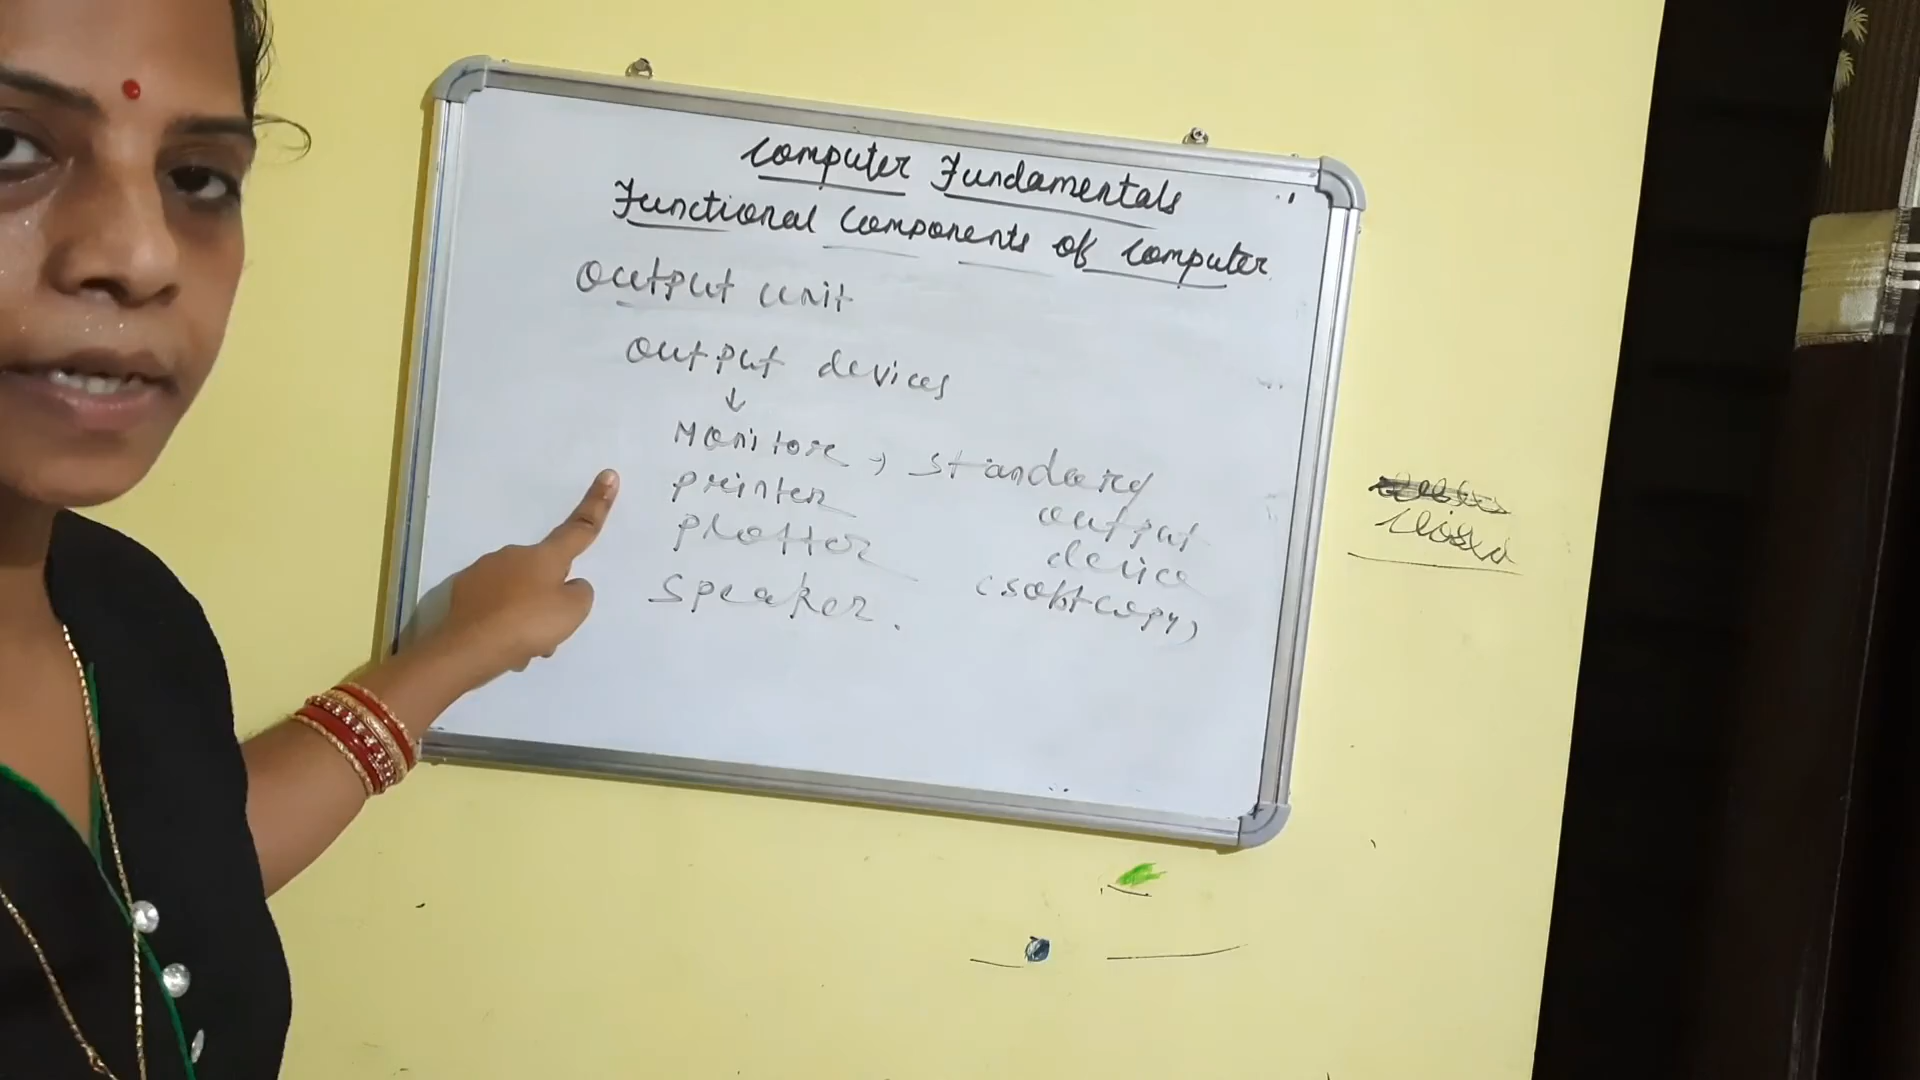 Computer Fundamentals
Functional Components of Computer
Output unit
Output devices
↓
Monitor → Standard
output
device
(softcopy)
printer
plotter
speaker.